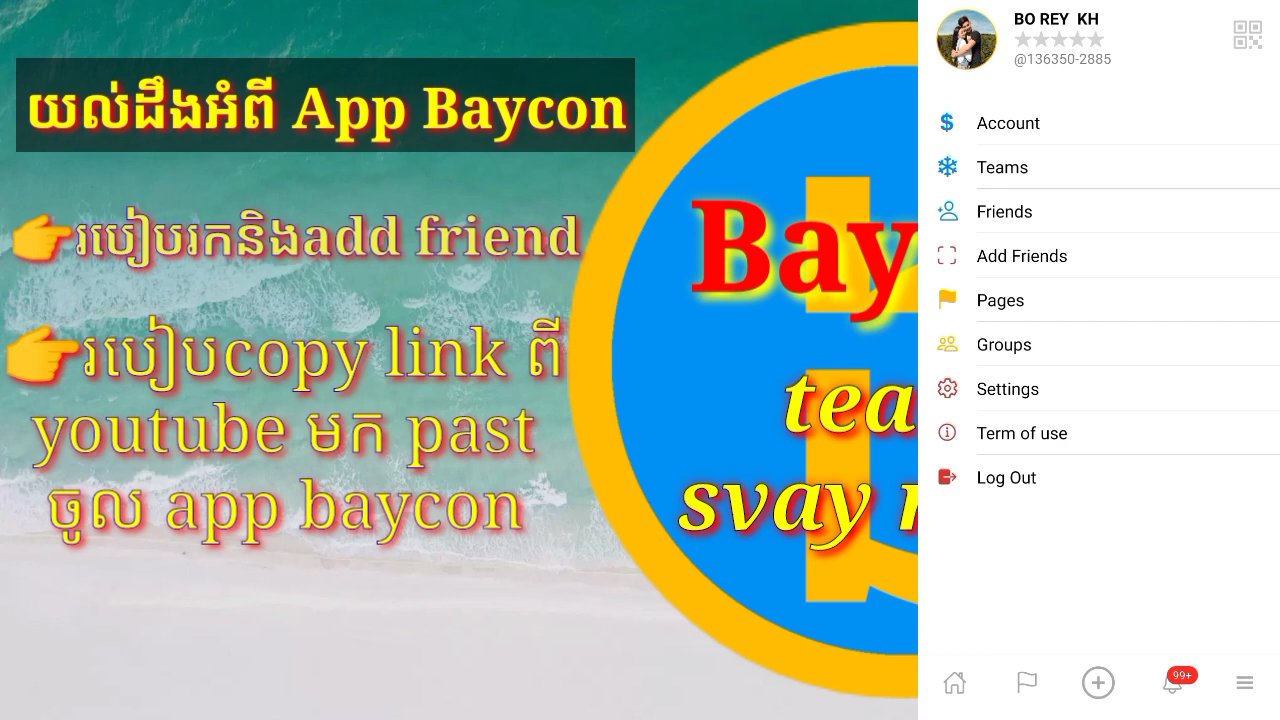 យល់ដឹងអំពី App Baycon
👉របៀបរកនិងadd friend
👉របៀបcopy link ពី
youtube មក past
ចូល app baycon
Bay
tea
svay
BO REY KH
@136350-2885
Account
Teams
Friends
Add Friends
Pages
Groups
Settings
Term of use
Log Out
99+